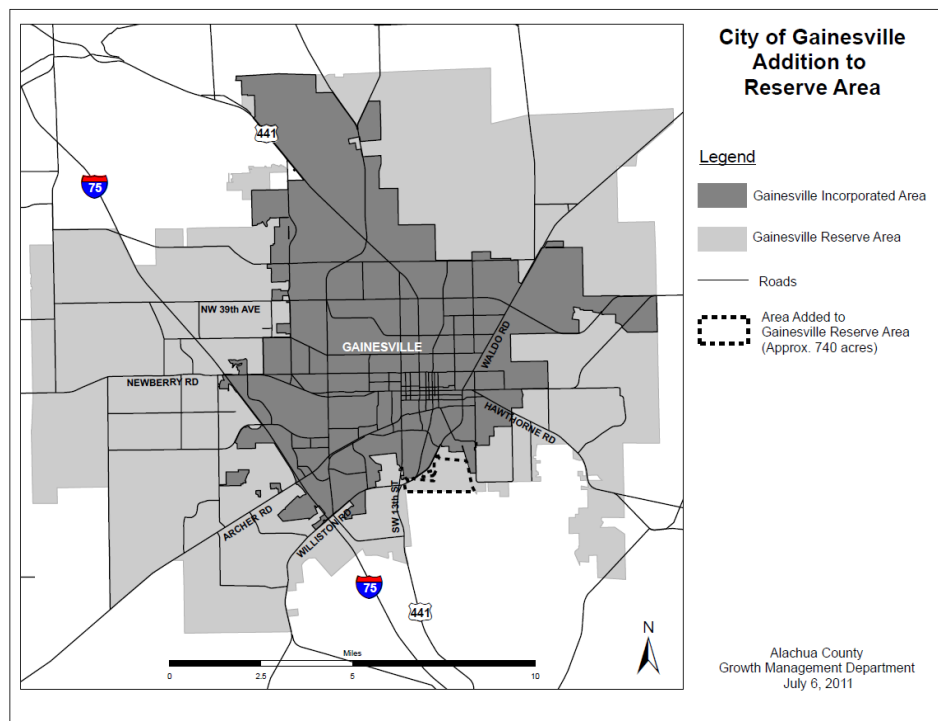 City of Gainesville
Addition to
Reserve Area
Legend
Gainesville Incorporated Area
Gainesville Reserve Area
Roads
Area Added to
Gainesville Reserve Area
(Approx. 740 acres)
441
75
NW 39th AVE
GAINESVILLE
WALDO RD
NEWBERRY RD
HAWTHORNE RD
SW 13th St
ARCHER RD
WILLISTON RD
75
441
N
Miles
0 2.5 5 10
Alachua County
Growth Management Department
July 6, 2011